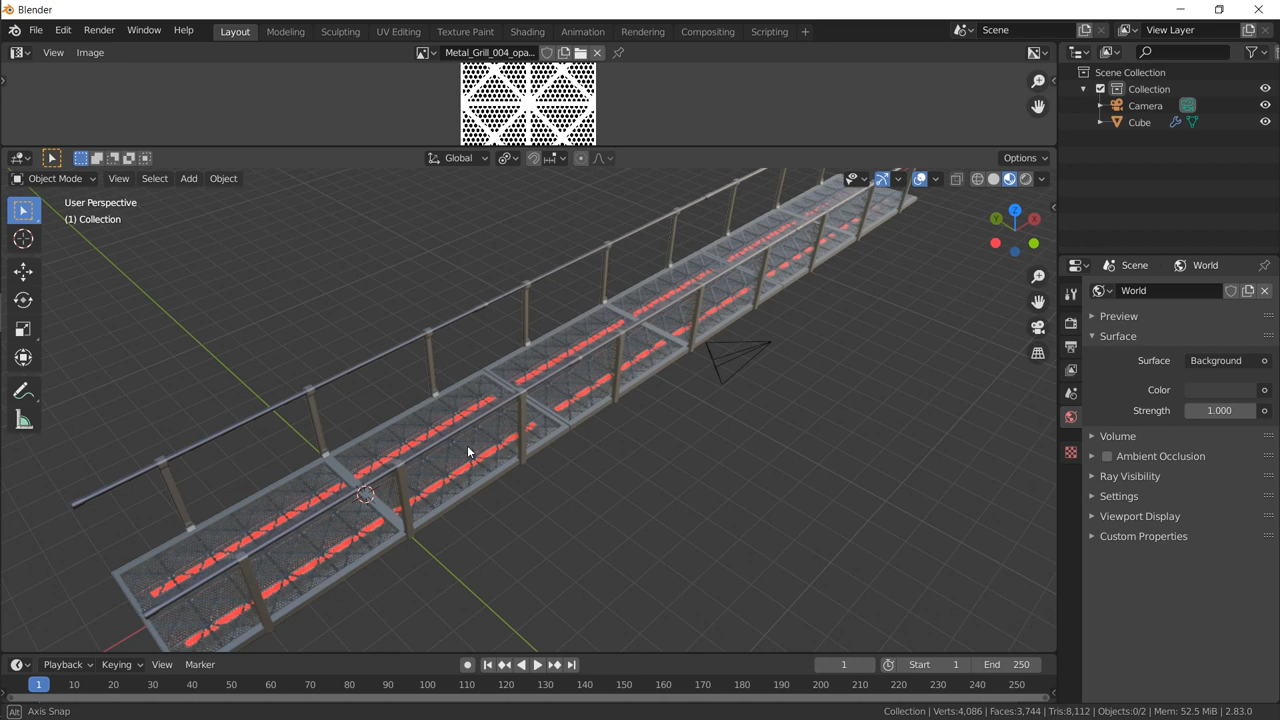 Blender
File Edit Render Window Help Layout Modeling Sculpting UV Editing Texture Paint Shading Animation Rendering Compositing Scripting + Scene View Layer
View Image Metal_Grill_004_opa...
Scene Collection
Collection
Camera
Cube
Global Options
Object Mode View Select Add Object
User Perspective
(1) Collection
Z
Y
X
Scene World
World
Preview
Surface
Surface Background
Color
Strength 1.000
Volume
Ambient Occlusion
Ray Visibility
Settings
Viewport Display
Custom Properties
Playback Keying View Marker 1 Start 1 End 250
1 10 20 30 40 50 60 70 80 90 100 110 120 130 140 150 160 170 180 190 200 210 220 230 240 250
Alt Axis Snap Collection | Verts:4,086 | Faces:3,744 | Tris:8,112 | Objects:0/2 | Mem: 52.5 MiB | 2.83.0